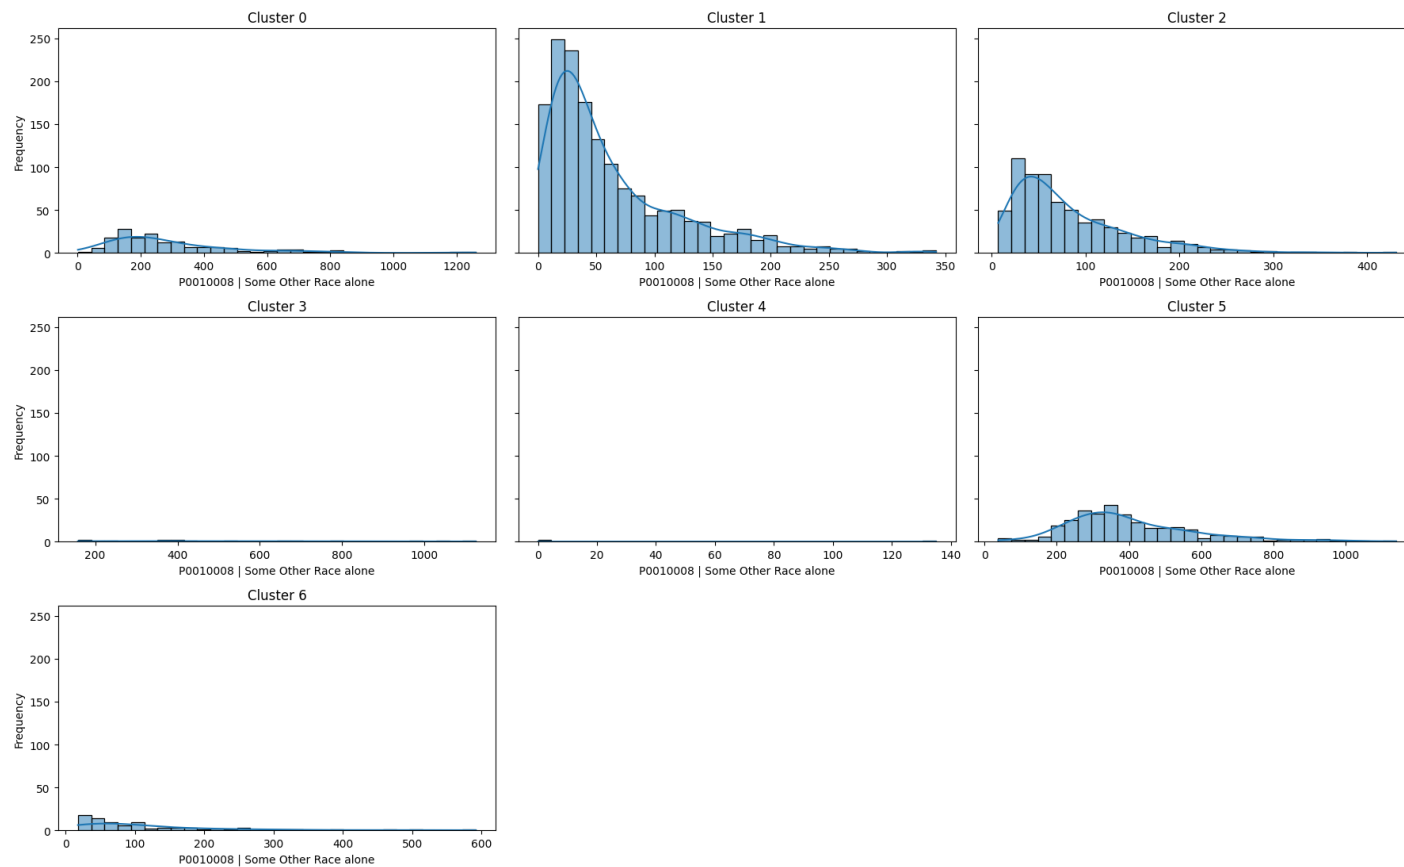 Cluster 0
Cluster 1
Cluster 2
250
200
150
100
50
0
Frequency
0 200 400 600 800 1000 1200
0 50 100 150 200 250 300 350
0 100 200 300 400
P0010008 | Some Other Race alone
P0010008 | Some Other Race alone
P0010008 | Some Other Race alone
Cluster 3
Cluster 4
Cluster 5
250
200
150
100
50
0
Frequency
200 400 600 800 1000
0 20 40 60 80 100 120 140
0 200 400 600 800 1000
P0010008 | Some Other Race alone
P0010008 | Some Other Race alone
P0010008 | Some Other Race alone
Cluster 6
250
200
150
100
50
0
Frequency
0 100 200 300 400 500 600
P0010008 | Some Other Race alone